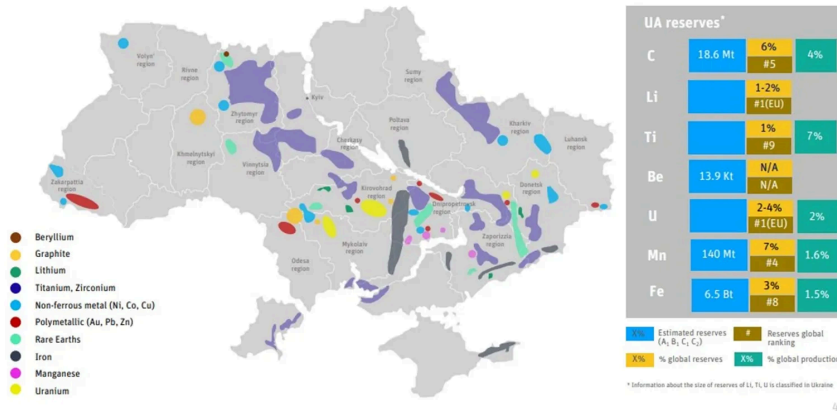 Volyn'
region
Rivne
region
Zhytomyr
region
Kyiv
Sumy
region
Poltava
region
Kharkiv
region
Luhansk
region
Khmelnytskyi
region
Vinnytsia
region
Cherkasy
region
Zakarpattia
region
Kirovohrad
region
Dnipropetrovsk
region
Donetsk
region
Zaporizzia
region
Mykolaiv
region
Odesa
region
Beryllium
Graphite
Lithium
Titanium, Zirconium
Non-ferrous metal (Ni, Co, Cu)
Polymetallic (Au, Pb, Zn)
Rare Earths
Iron
Manganese
Uranium
UA reserves*
C 18.6 Mt 6% #5 4%
Li 1-2% #1(EU)
Ti 1% #9 7%
Be 13.9 Kt N/A N/A
U 2-4% #1(EU) 2%
Mn 140 Mt 7% #4 1.6%
Fe 6.5 Bt 3% #8 1.5%
X% Estimated reserves
(A₁ B₁ C₁ C₂)
# Reserves global
ranking
X% % global reserves
X% % global production
* Information about the size of reserves of Li, Ti, U is classified in Ukraine